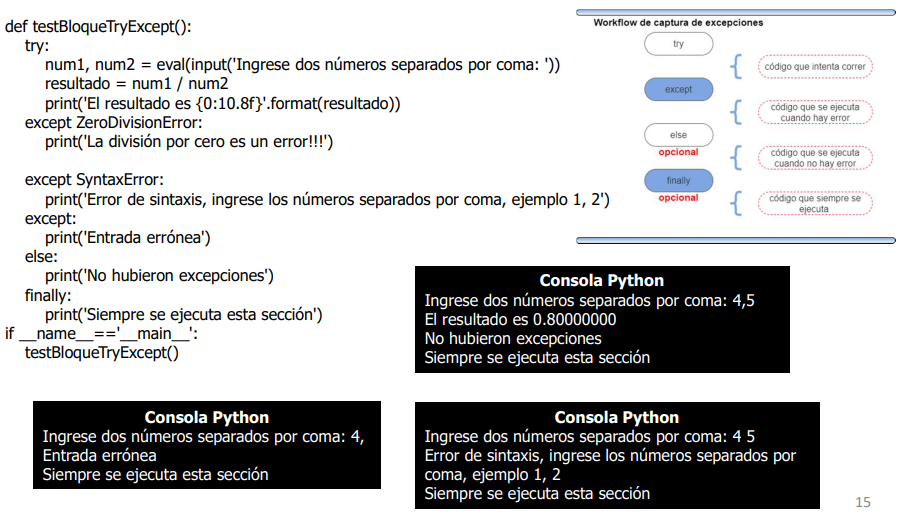 def testBloqueTryExcept():
try:
num1, num2 = eval(input('Ingrese dos números separados por coma: '))
resultado = num1 / num2
print('El resultado es {0:10.8f}'.format(resultado))
except ZeroDivisionError:
print('La división por cero es un error!!!')
except SyntaxError:
print('Error de sintaxis, ingrese los números separados por coma, ejemplo 1, 2')
except:
print('Entrada errónea')
else:
print('No hubieron excepciones')
finally:
print('Siempre se ejecuta esta sección')
if __name__=='__main__':
testBloqueTryExcept()
Workflow de captura de excepciones
try
código que intenta correr
except
código que se ejecuta
cuando hay error
else
opcional
código que se ejecuta
cuando no hay error
finally
opcional
código que siempre se
ejecuta
Consola Python
Ingrese dos números separados por coma: 4,5
El resultado es 0.80000000
No hubieron excepciones
Siempre se ejecuta esta sección
Consola Python
Ingrese dos números separados por coma: 4,
Entrada errónea
Siempre se ejecuta esta sección
Consola Python
Ingrese dos números separados por coma: 4 5
Error de sintaxis, ingrese los números separados por
coma, ejemplo 1, 2
Siempre se ejecuta esta sección
15